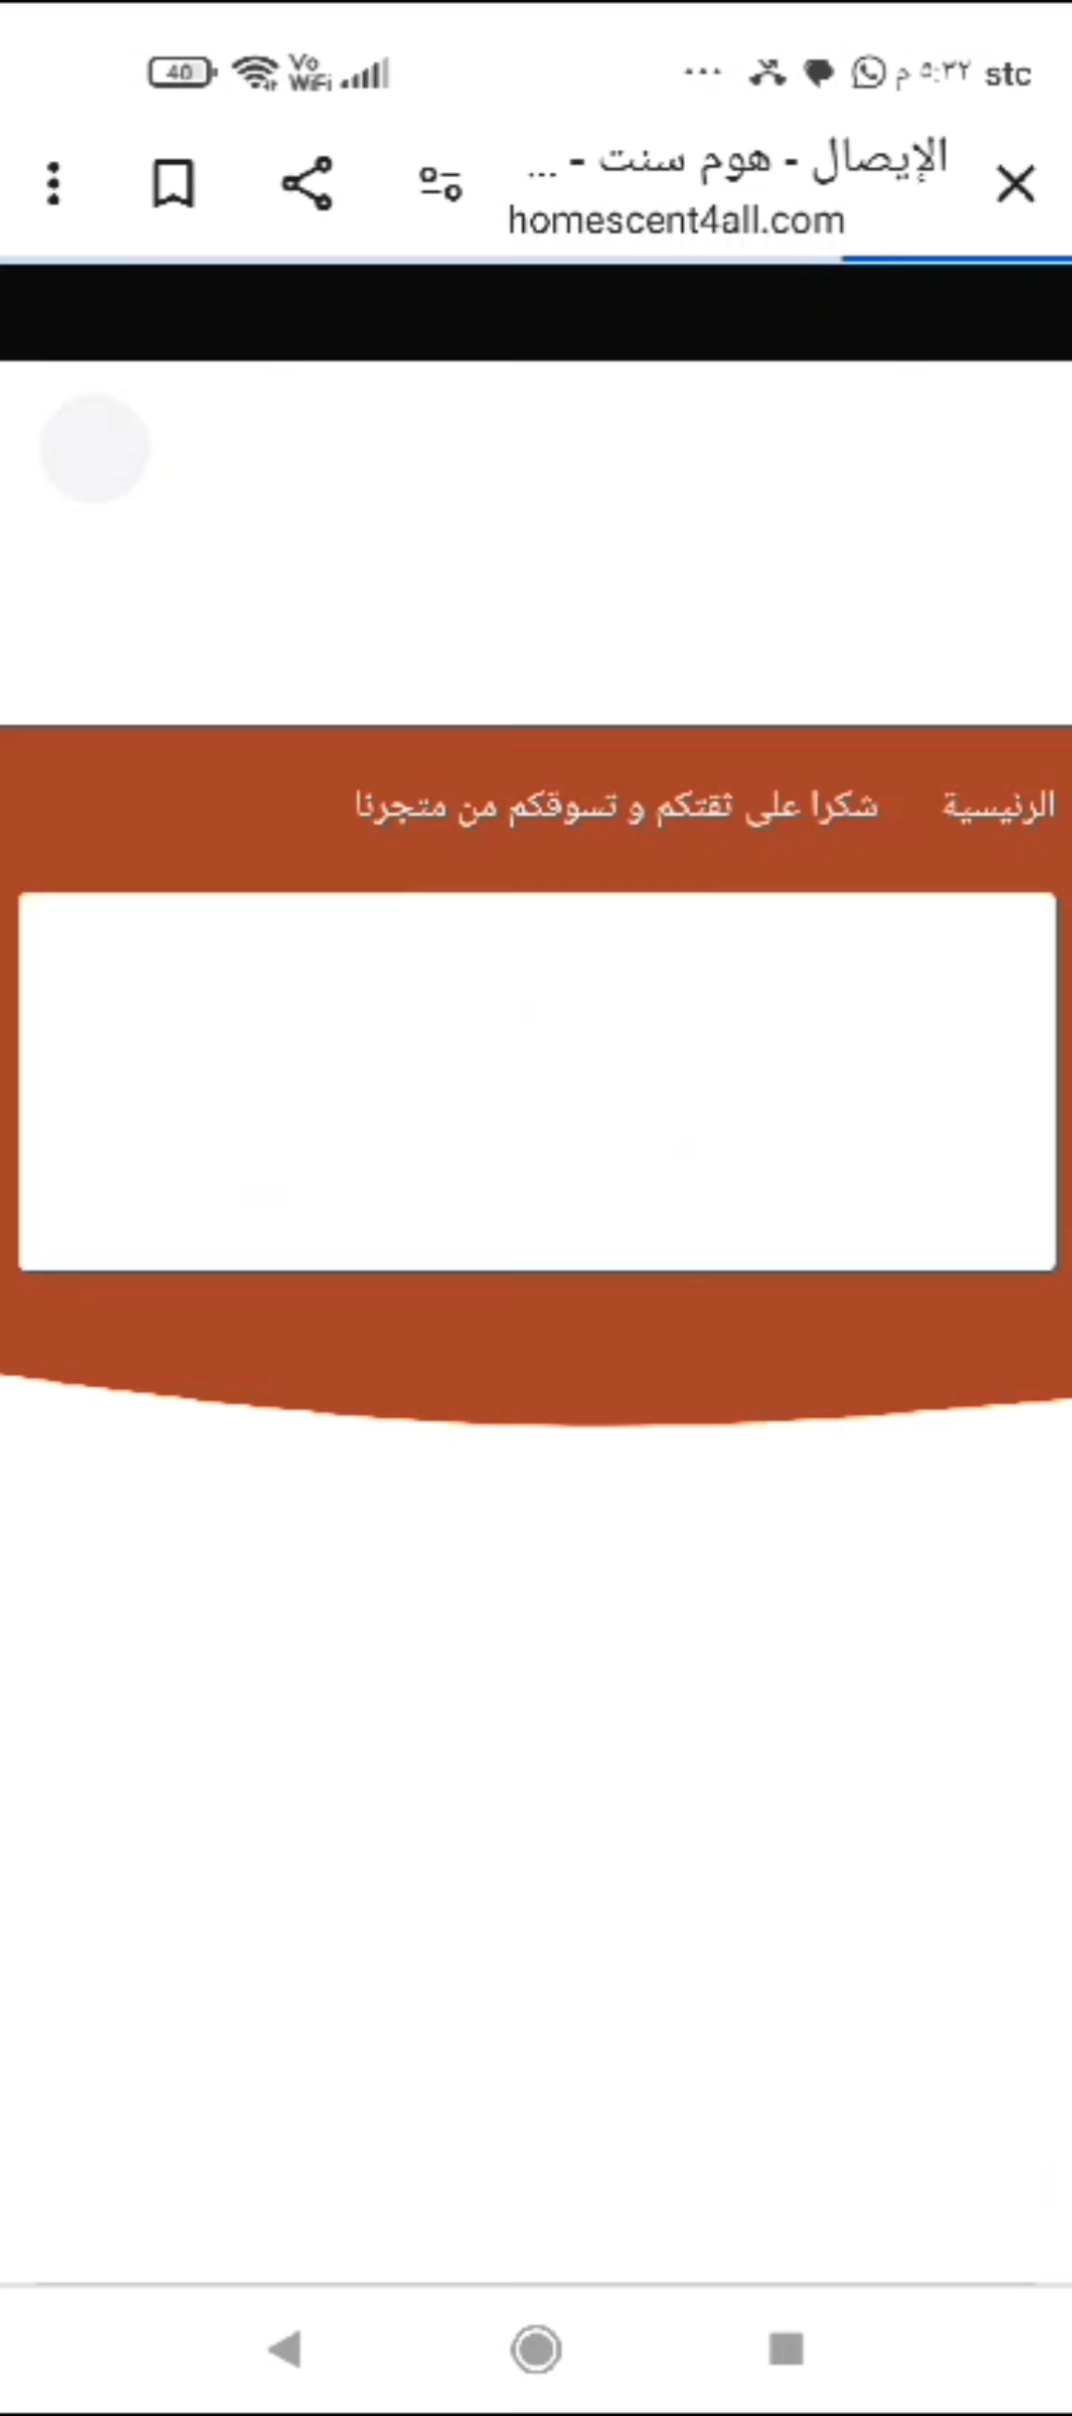 stc ٥:٣٢ م
Vo WiFi
40
الإيصال - هوم سنت - ...
homescent4all.com
الرئيسية شكرا على ثقتكم و تسوقكم من متجرنا